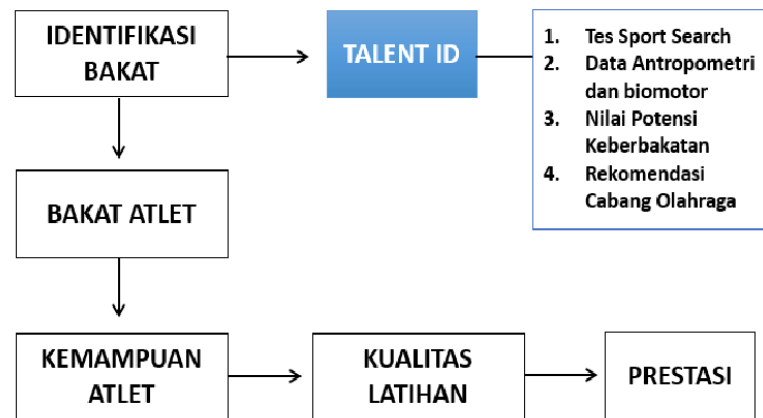 IDENTIFIKASI
BAKAT
TALENT ID
1. Tes Sport Search
2. Data Antropometri
dan biomotor
3. Nilai Potensi
Keberbakatan
4. Rekomendasi
Cabang Olahraga
BAKAT ATLET
KEMAMPUAN
ATLET
KUALITAS
LATIHAN
PRESTASI